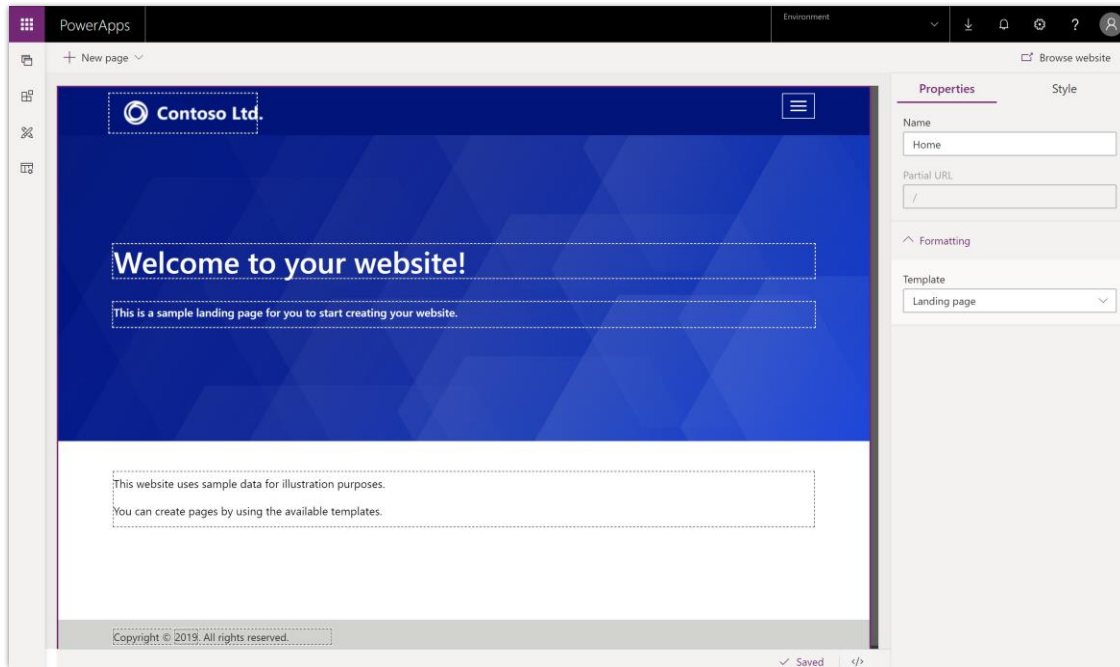 PowerApps
Environment
?
New page
Browse website
Contoso Ltd.
Properties
Style
Name
Home
Partial URL
/
Welcome to your website!
Formatting
Template
Landing page
This is a sample landing page for you to start creating your website.
This website uses sample data for illustration purposes.
You can create pages by using the available templates.
Copyright © 2019. All rights reserved.
Saved
</>